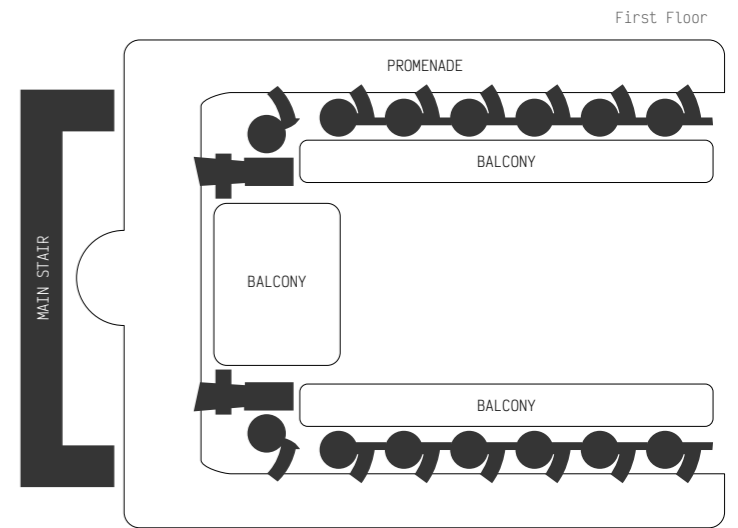 First Floor
PROMENADE
BALCONY
MAIN STAIR
BALCONY
BALCONY